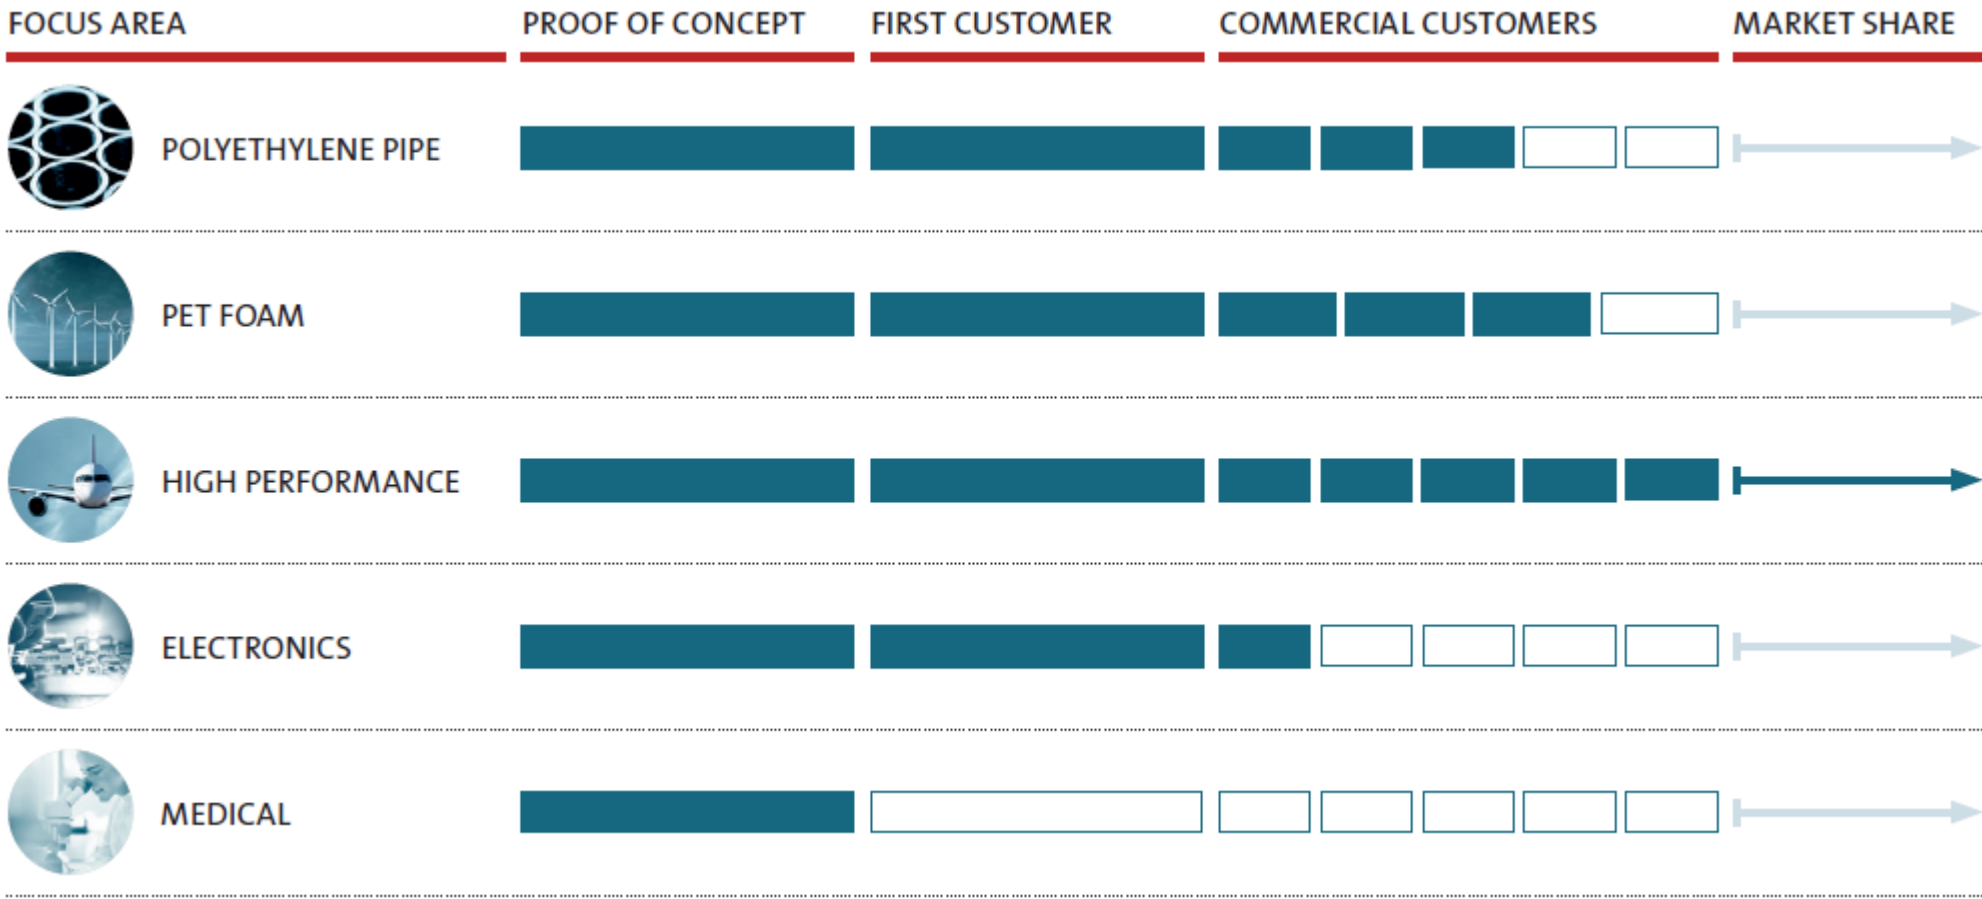 FOCUS AREA PROOF OF CONCEPT FIRST CUSTOMER COMMERCIAL CUSTOMERS MARKET SHARE
POLYETHYLENE PIPE
PET FOAM
HIGH PERFORMANCE
ELECTRONICS
MEDICAL